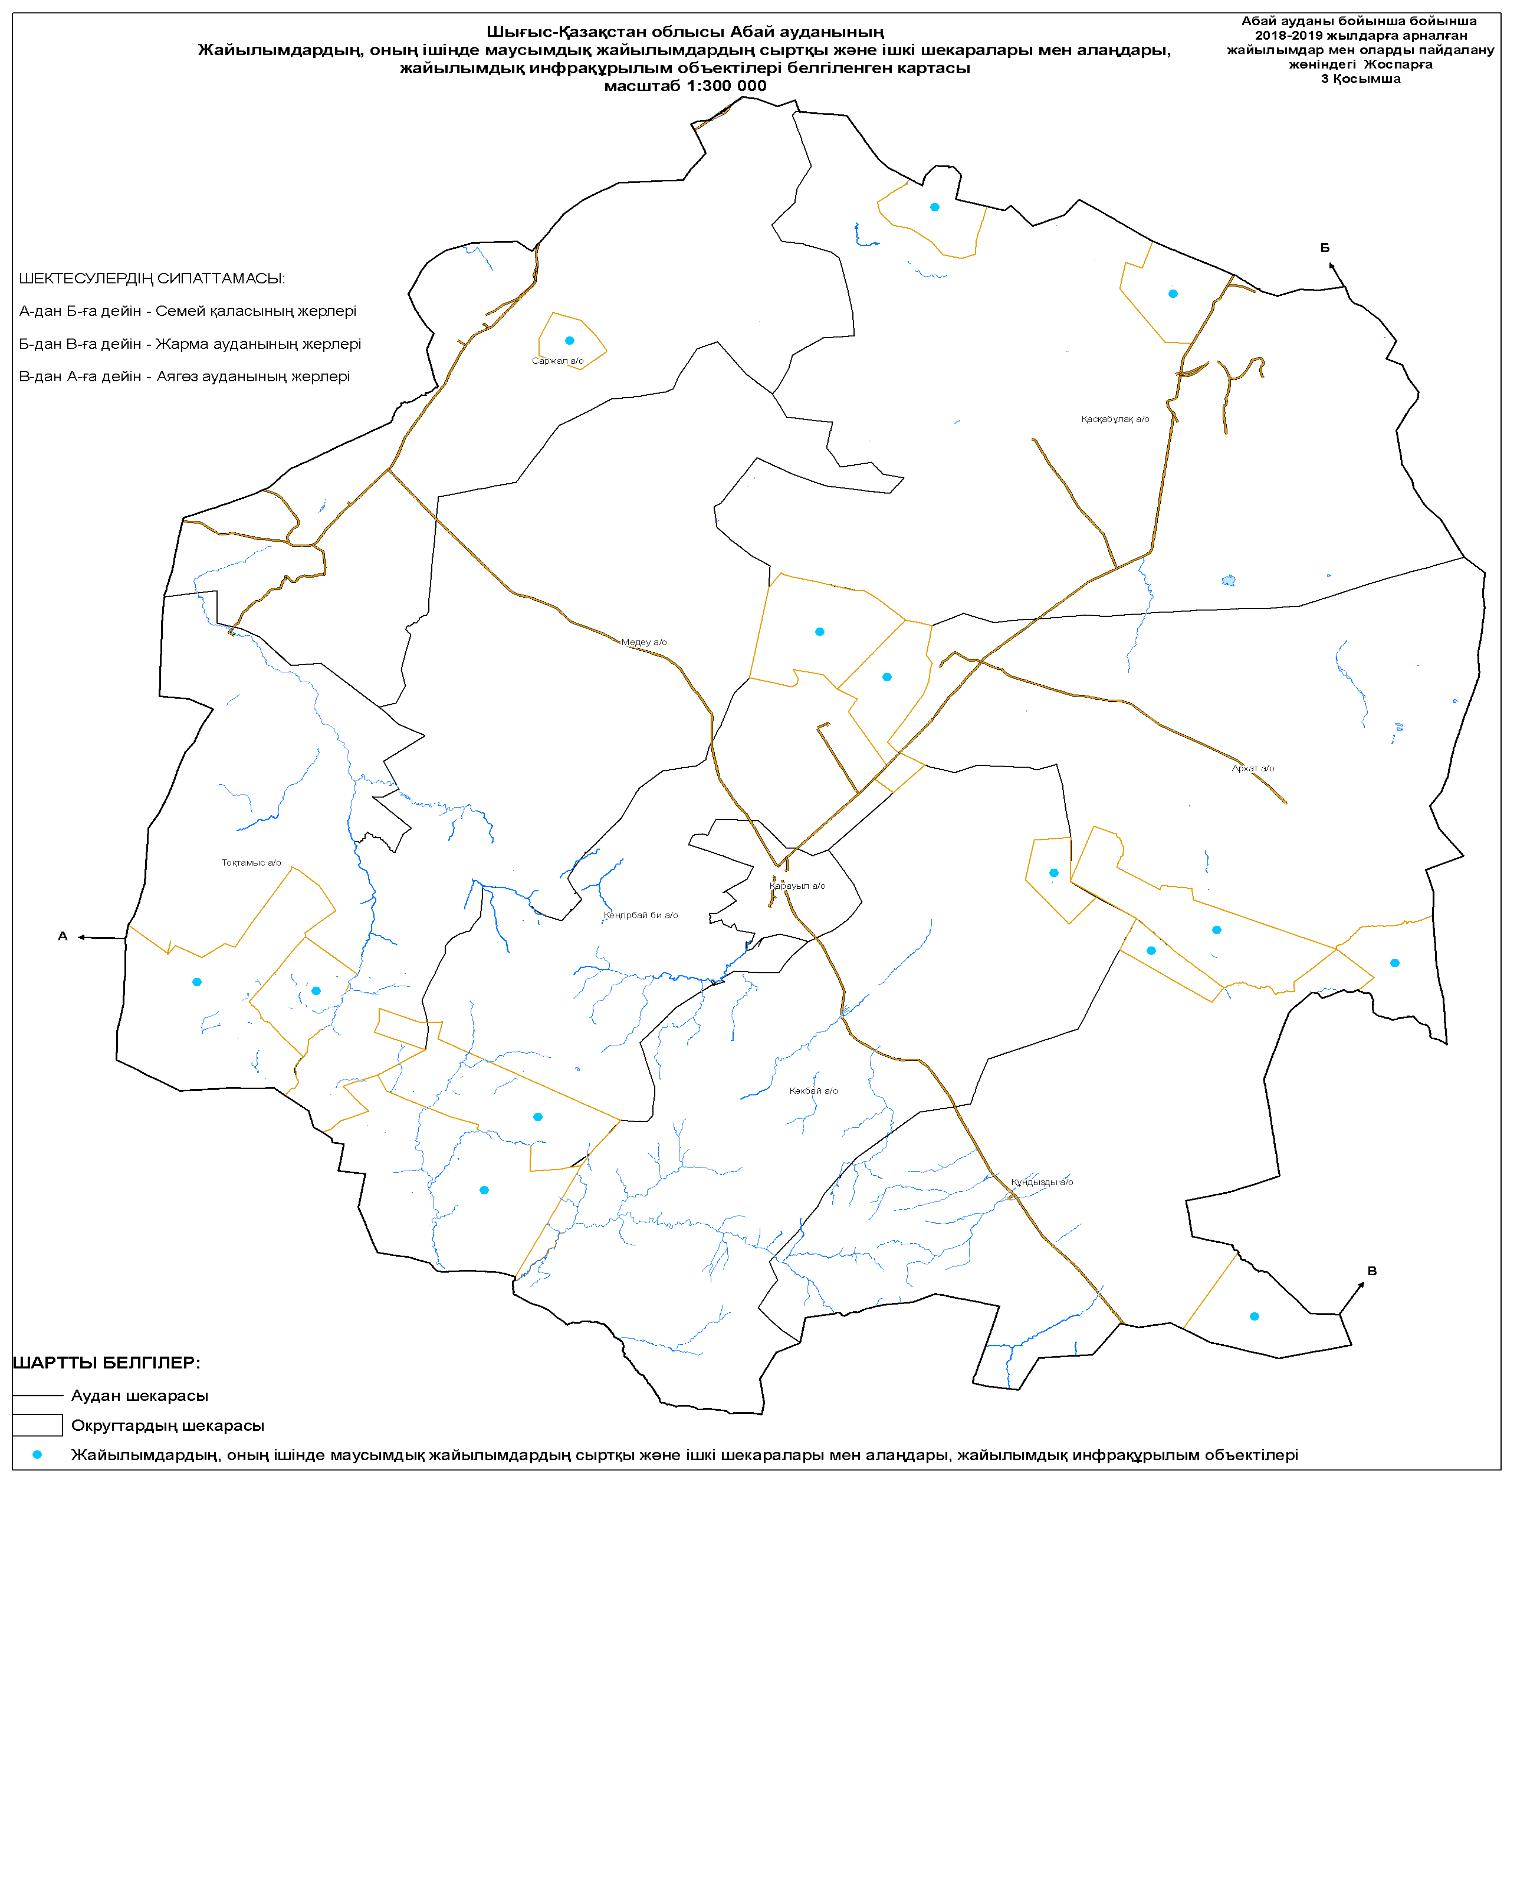 Шығыс-Қазақстан облысы Абай ауданының
Жайылымдардың, оның ішінде маусымдық жайылымдардың сыртқы және ішкі шекаралары мен алаңдары,
жайылымдық инфрақұрылым объектілері белгіленген картасы
масштаб 1:300 000
Абай ауданы бойынша бойынша
2018-2019 жылдарға арналған
жайылымдар мен оларды пайдалану
жөніндегі Жоспарға
3 Қосымша
Б
ШЕКТЕСУЛЕРДІҢ СИПАТТАМАСЫ:
А-дан Б-ға дейін - Семей қаласының жерлері
Б-дан В-ға дейін - Жарма ауданының жерлері
В-дан А-ға дейін - Аягөз ауданының жерлері
Саржал а/о
Қасқабұлақ а/о
Медеу а/о
Архат а/о
Тоқтамыс а/о
Қарауыл а/о
Кеңгірбай би а/о
А
Көкбай а/о
Құндызды а/о
В
ШАРТТЫ БЕЛГІЛЕР:
Аудан шекарасы
Округтардың шекарасы
Жайылымдардың, оның ішінде маусымдық жайылымдардың сыртқы және ішкі шекаралары мен алаңдары, жайылымдық инфрақұрылым объектілері